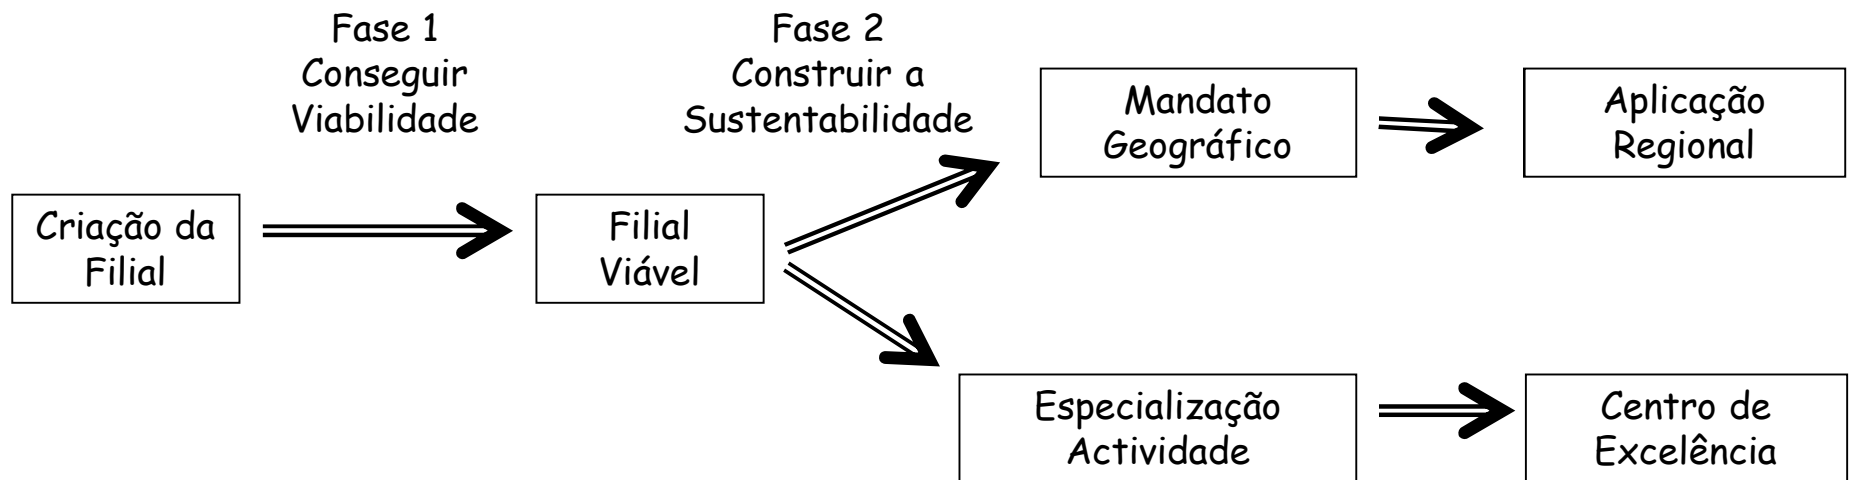 Fase 1
Conseguir
Viabilidade
Fase 2
Construir a
Sustentabilidade
Mandato
Geográfico
Aplicação
Regional
Criação da
Filial
Filial
Viável
Especialização
Actividade
Centro de
Excelência